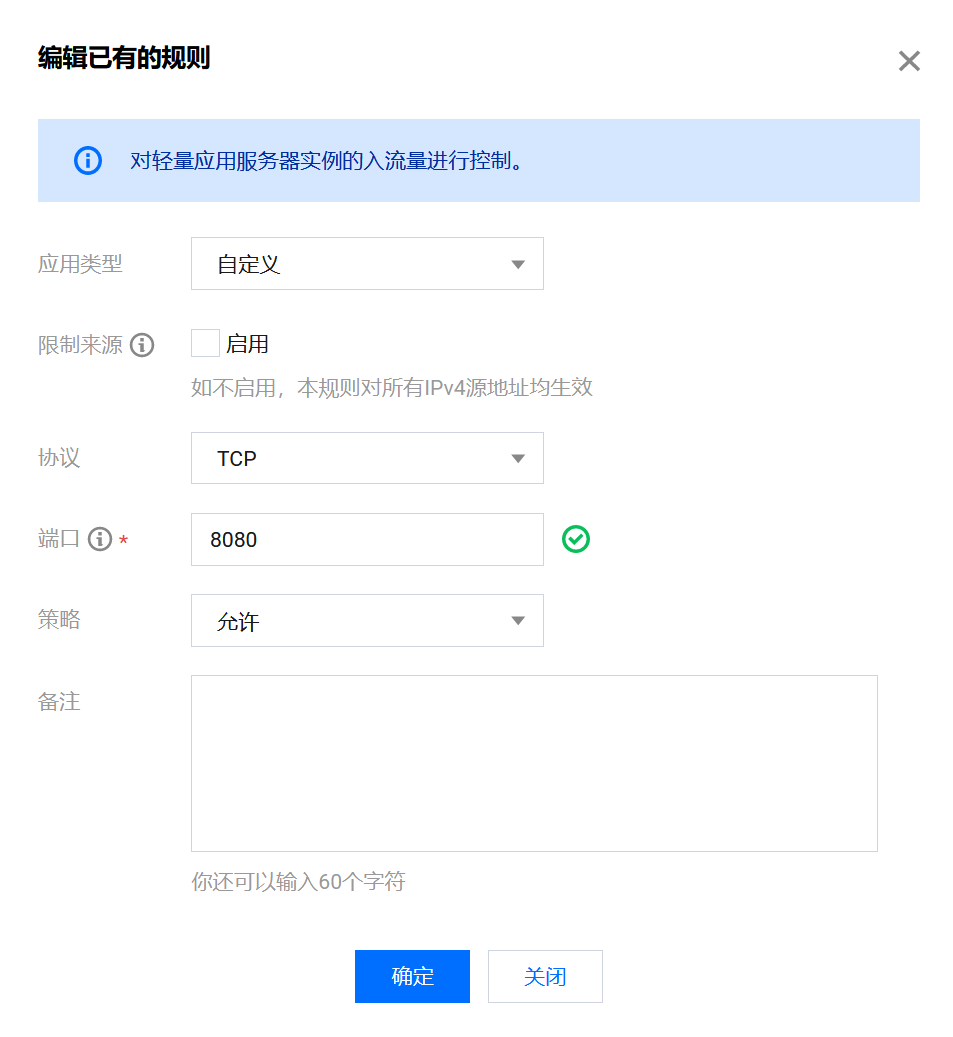 编辑已有的规则
对轻量应用服务器实例的入流量进行控制。
应用类型 自定义
限制来源 启用
如不启用，本规则对所有IPv4源地址均生效
协议 TCP
端口 * 8080
策略 允许
备注
你还可以输入60个字符
确定 关闭